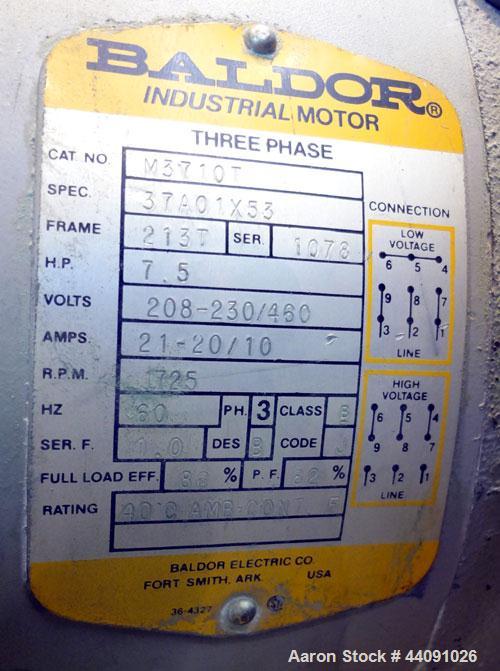 BALDOR®
INDUSTRIAL MOTOR
THREE PHASE
CAT NO. M3710T
SPEC. 37A01X53
FRAME 213T SER. 1078
H.P. 7.5
VOLTS 208-230/460
AMPS. 21-20/10
R.P.M. 1725
HZ 60 PH. 3 CLASS B
SER. F. 1.0 DES B CODE J
FULL LOAD EFF. % P.F. 82 %
RATING 40°C AMB-CONT
CONNECTION
LOW
VOLTAGE
6 5 4
9 8 7
3 2 1
LINE
HIGH
VOLTAGE
6 5 4
9 8 7
3 2 1
LINE
BALDOR ELECTRIC CO.
FORT SMITH, ARK. USA
36-4327
Aaron Stock # 44091026